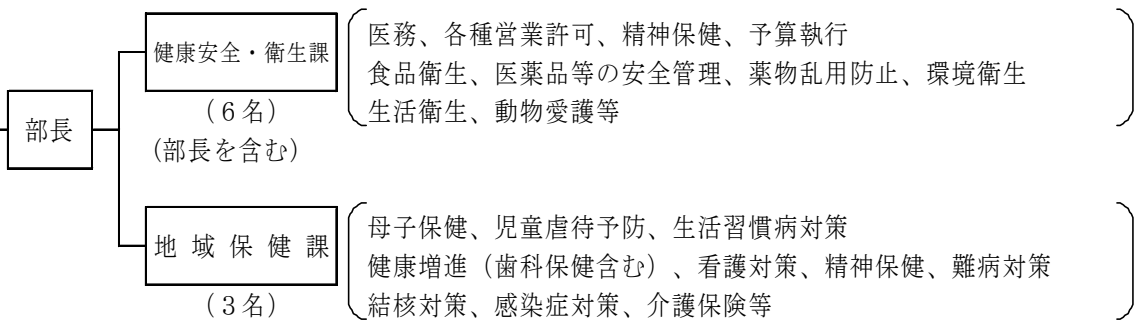 部長
健康安全・衛生課
（6名）
(部長を含む)
医務、各種営業許可、精神保健、予算執行
食品衛生、医薬品等の安全管理、薬物乱用防止、環境衛生
生活衛生、動物愛護等
地域保健課
（3名）
母子保健、児童虐待予防、生活習慣病対策
健康増進（歯科保健含む）、看護対策、精神保健、難病対策
結核対策、感染症対策、介護保険等